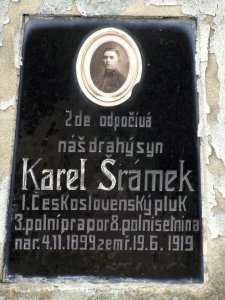 Zde odpočívá
náš drahý syn
Karel Šrámek
1. Československý pluk
3. polní prapor 8. polní setnina
nar. 4. 11. 1899 zemř. 19. 6. 1919